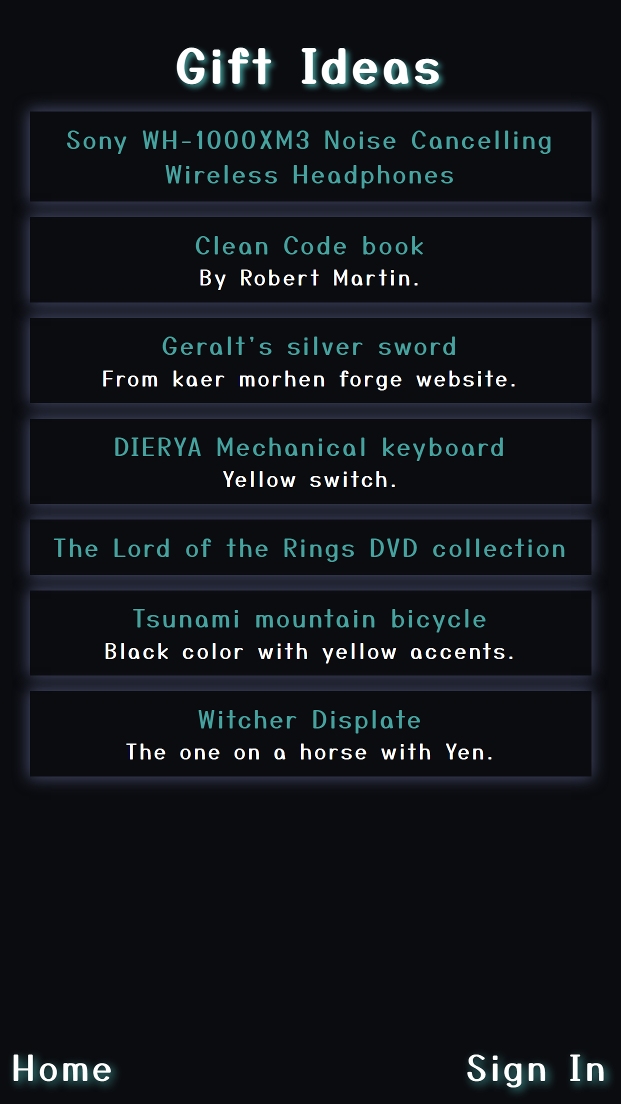 Gift Ideas
Sony WH-1000XM3 Noise Cancelling
Wireless Headphones
Clean Code book
By Robert Martin.
Geralt's silver sword
From kaer morhen forge website.
DIERYA Mechanical keyboard
Yellow switch.
The Lord of the Rings DVD collection
Tsunami mountain bicycle
Black color with yellow accents.
Witcher Displate
The one on a horse with Yen.
Home
Sign In